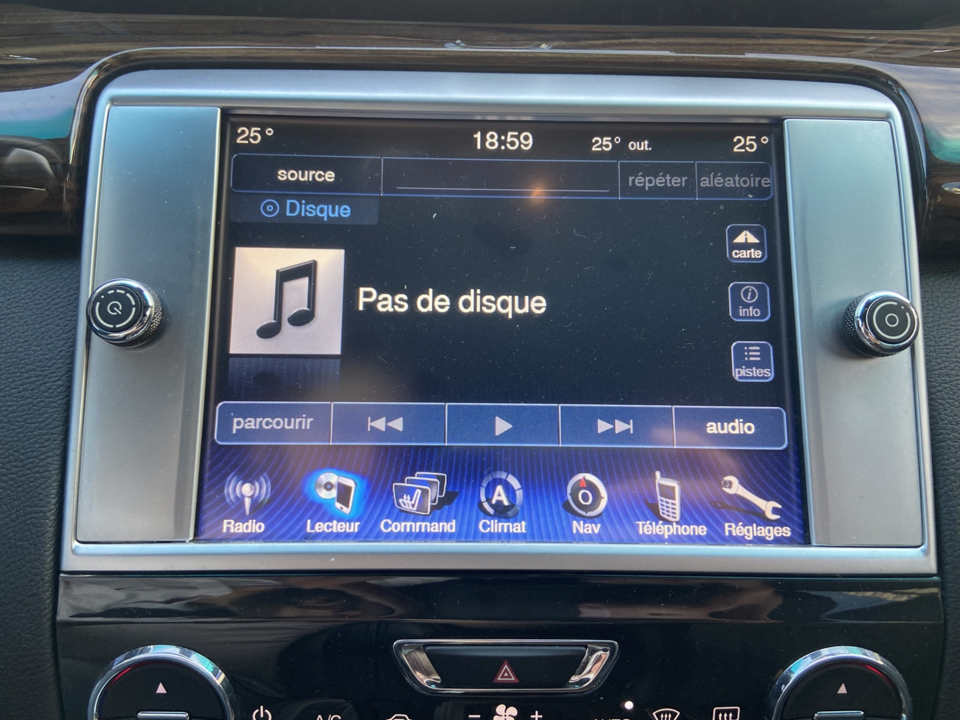 25° 18:59 25° out. 25°
source répéter aléatoire
Disque
carte
Pas de disque
info
pistes
parcourir audio
Radio Lecteur Command Climat Nav Téléphone Réglages
A/C
- +